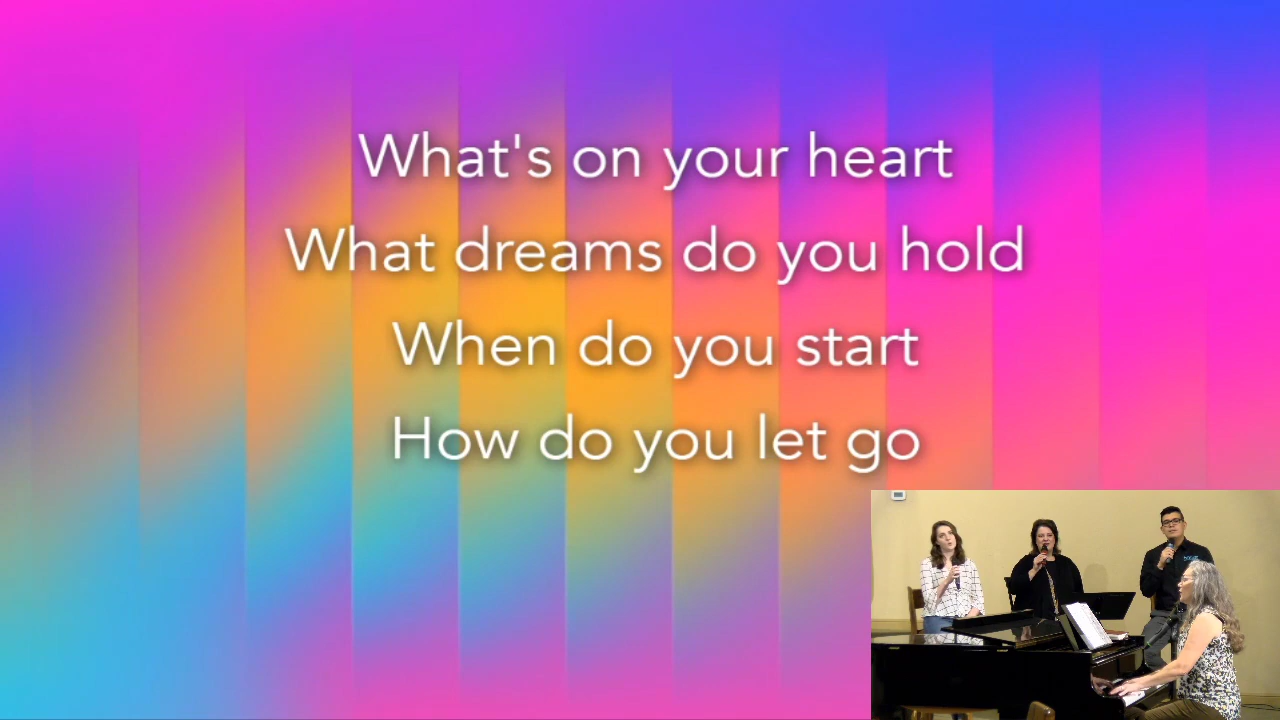 What's on your heart
What dreams do you hold
When do you start
How do you let go